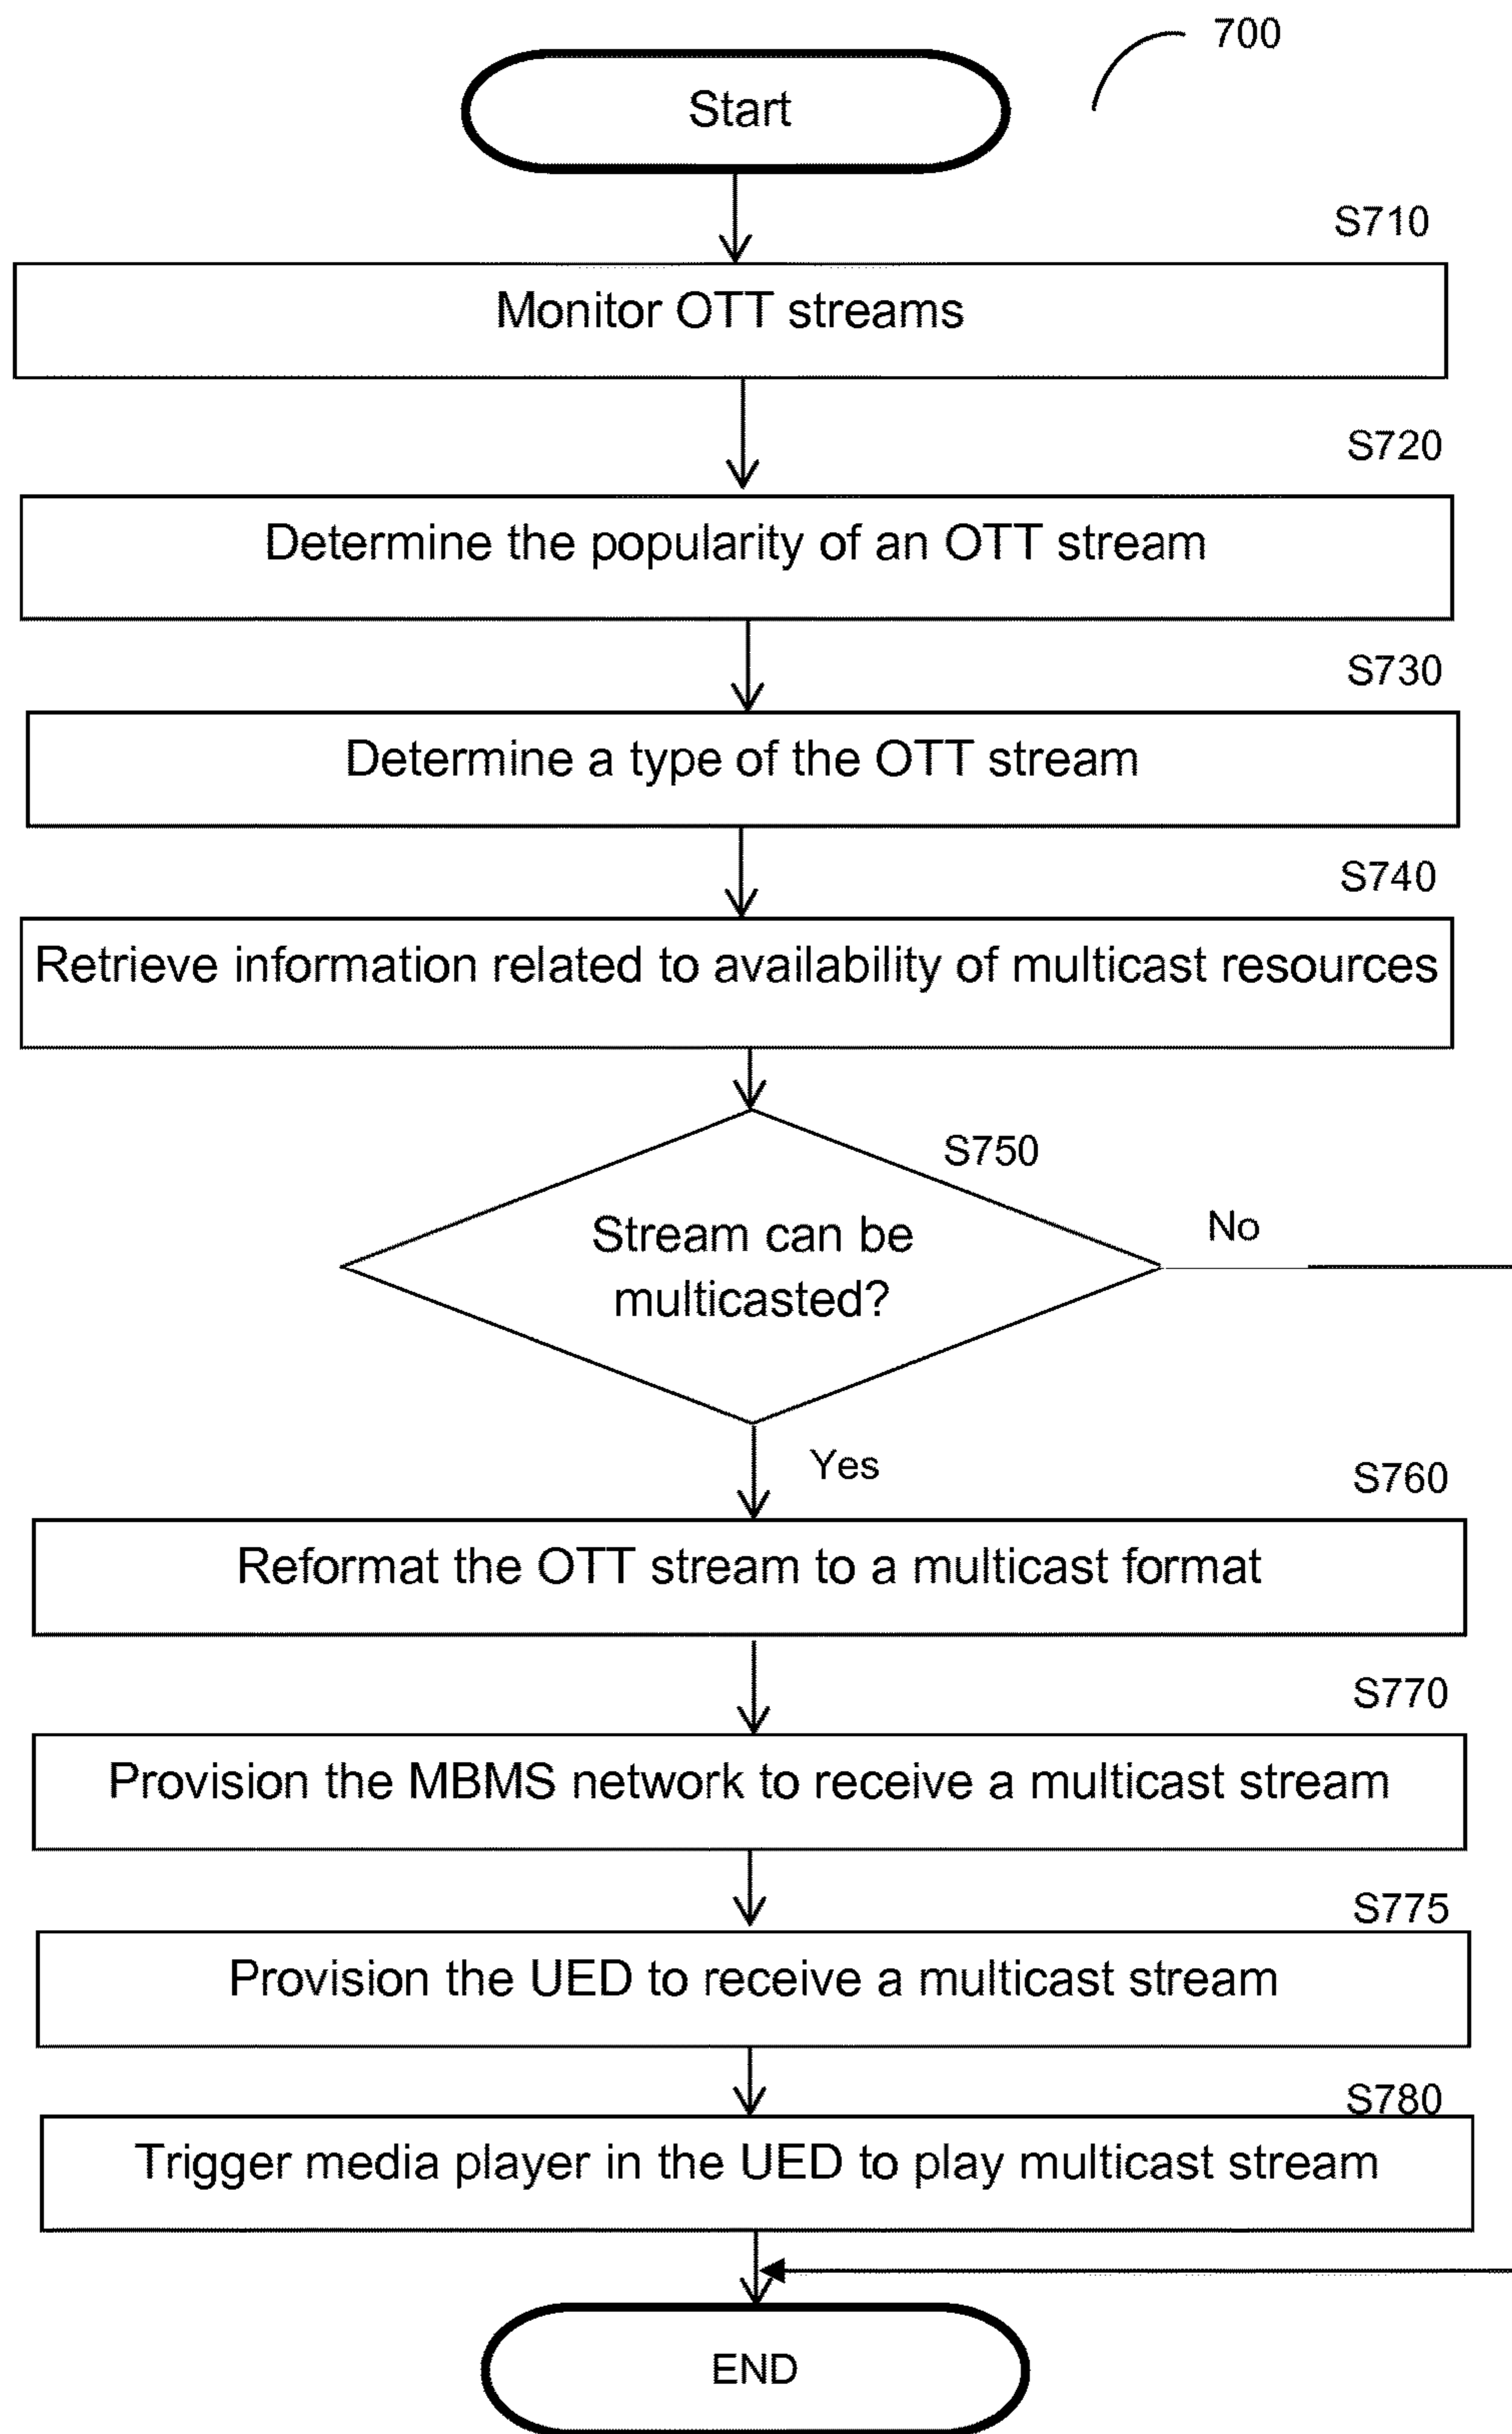 700
Start
S710
Monitor OTT streams
S720
Determine the popularity of an OTT stream
S730
Determine a type of the OTT stream
S740
Retrieve information related to availability of multicast resources
S750
Stream can be
multicasted?
No
Yes
S760
Reformat the OTT stream to a multicast format
S770
Provision the MBMS network to receive a multicast stream
S775
Provision the UED to receive a multicast stream
S780
Trigger media player in the UED to play multicast stream
END